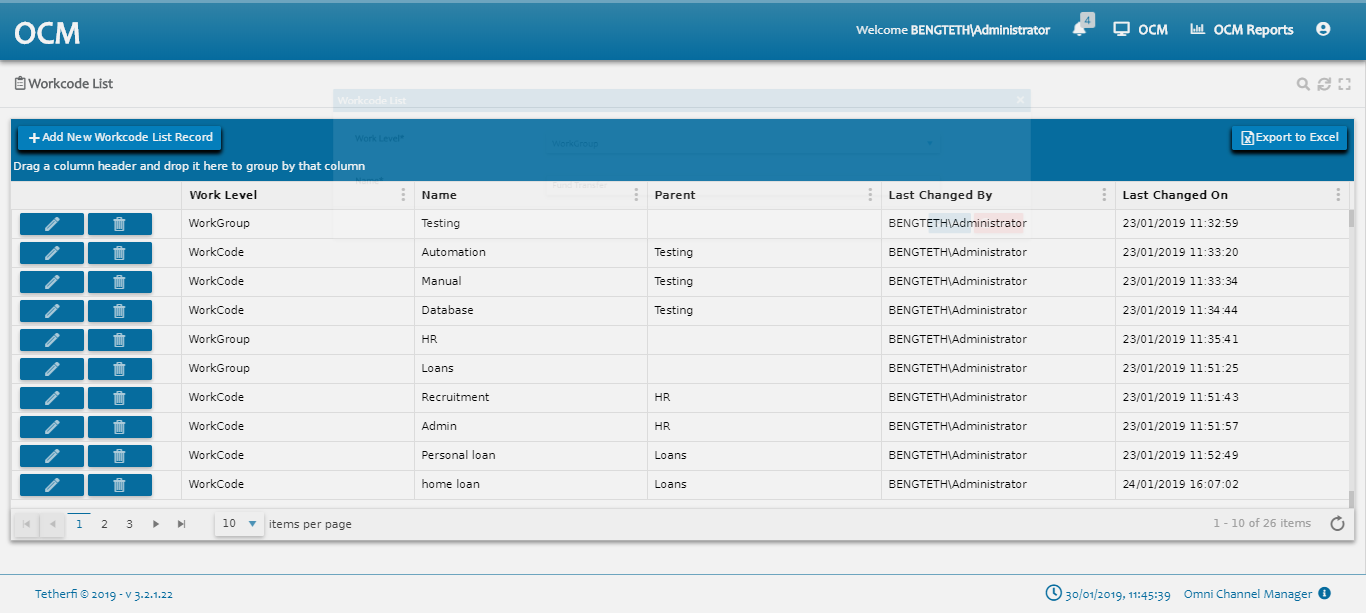 OCM
Welcome BENGTETH\Administrator 4 OCM OCM Reports
Workcode List
Workcode List ×
Add New Workcode List Record Work Level* WorkGroup Export to Excel
Drag a column header and drop it here to group by that column
Name* Fund Transfer
Work Level Name Parent Last Changed By Last Changed On
WorkGroup Testing BENGTETH\Administrator 23/01/2019 11:32:59
WorkCode Automation Testing BENGTETH\Administrator 23/01/2019 11:33:20
WorkCode Manual Testing BENGTETH\Administrator 23/01/2019 11:33:34
WorkCode Database Testing BENGTETH\Administrator 23/01/2019 11:34:44
WorkGroup HR BENGTETH\Administrator 23/01/2019 11:35:41
WorkGroup Loans BENGTETH\Administrator 23/01/2019 11:51:25
WorkCode Recruitment HR BENGTETH\Administrator 23/01/2019 11:51:43
WorkCode Admin HR BENGTETH\Administrator 23/01/2019 11:51:57
WorkCode Personal loan Loans BENGTETH\Administrator 23/01/2019 11:52:49
WorkCode home loan Loans BENGTETH\Administrator 24/01/2019 16:07:02
1 2 3 10 items per page 1 - 10 of 26 items
Tetherfi © 2019 - v 3.2.1.22 30/01/2019, 11:45:39 Omni Channel Manager